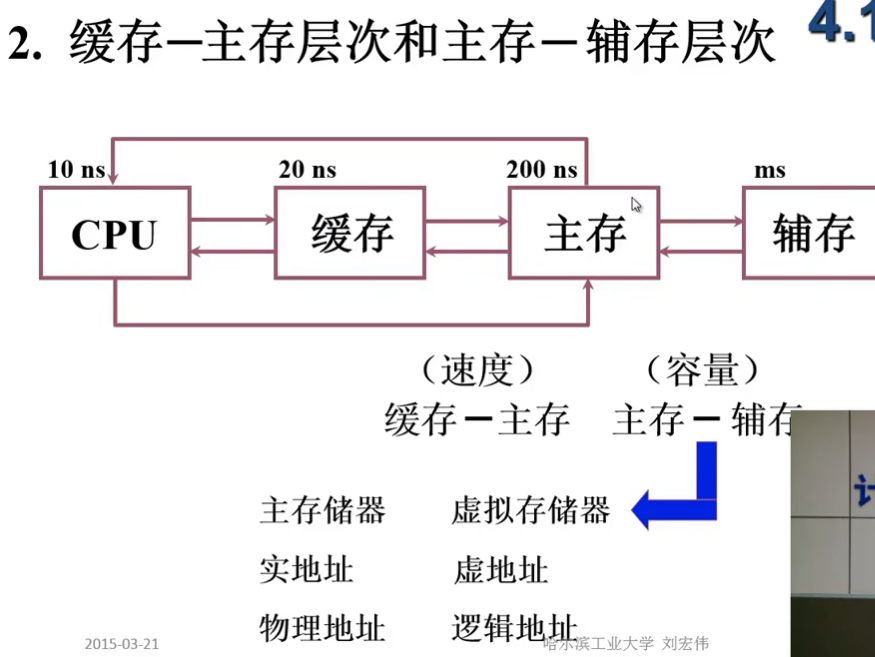 2. 缓存－主存层次和主存－辅存层次
4.1
10 ns
20 ns
200 ns
ms
CPU
缓存
主存
辅存
（速度）
（容量）
缓存－主存
主存－辅存
主存储器
虚拟存储器
实地址
虚地址
物理地址
逻辑地址
2015-03-21
哈尔滨工业大学 刘宏伟